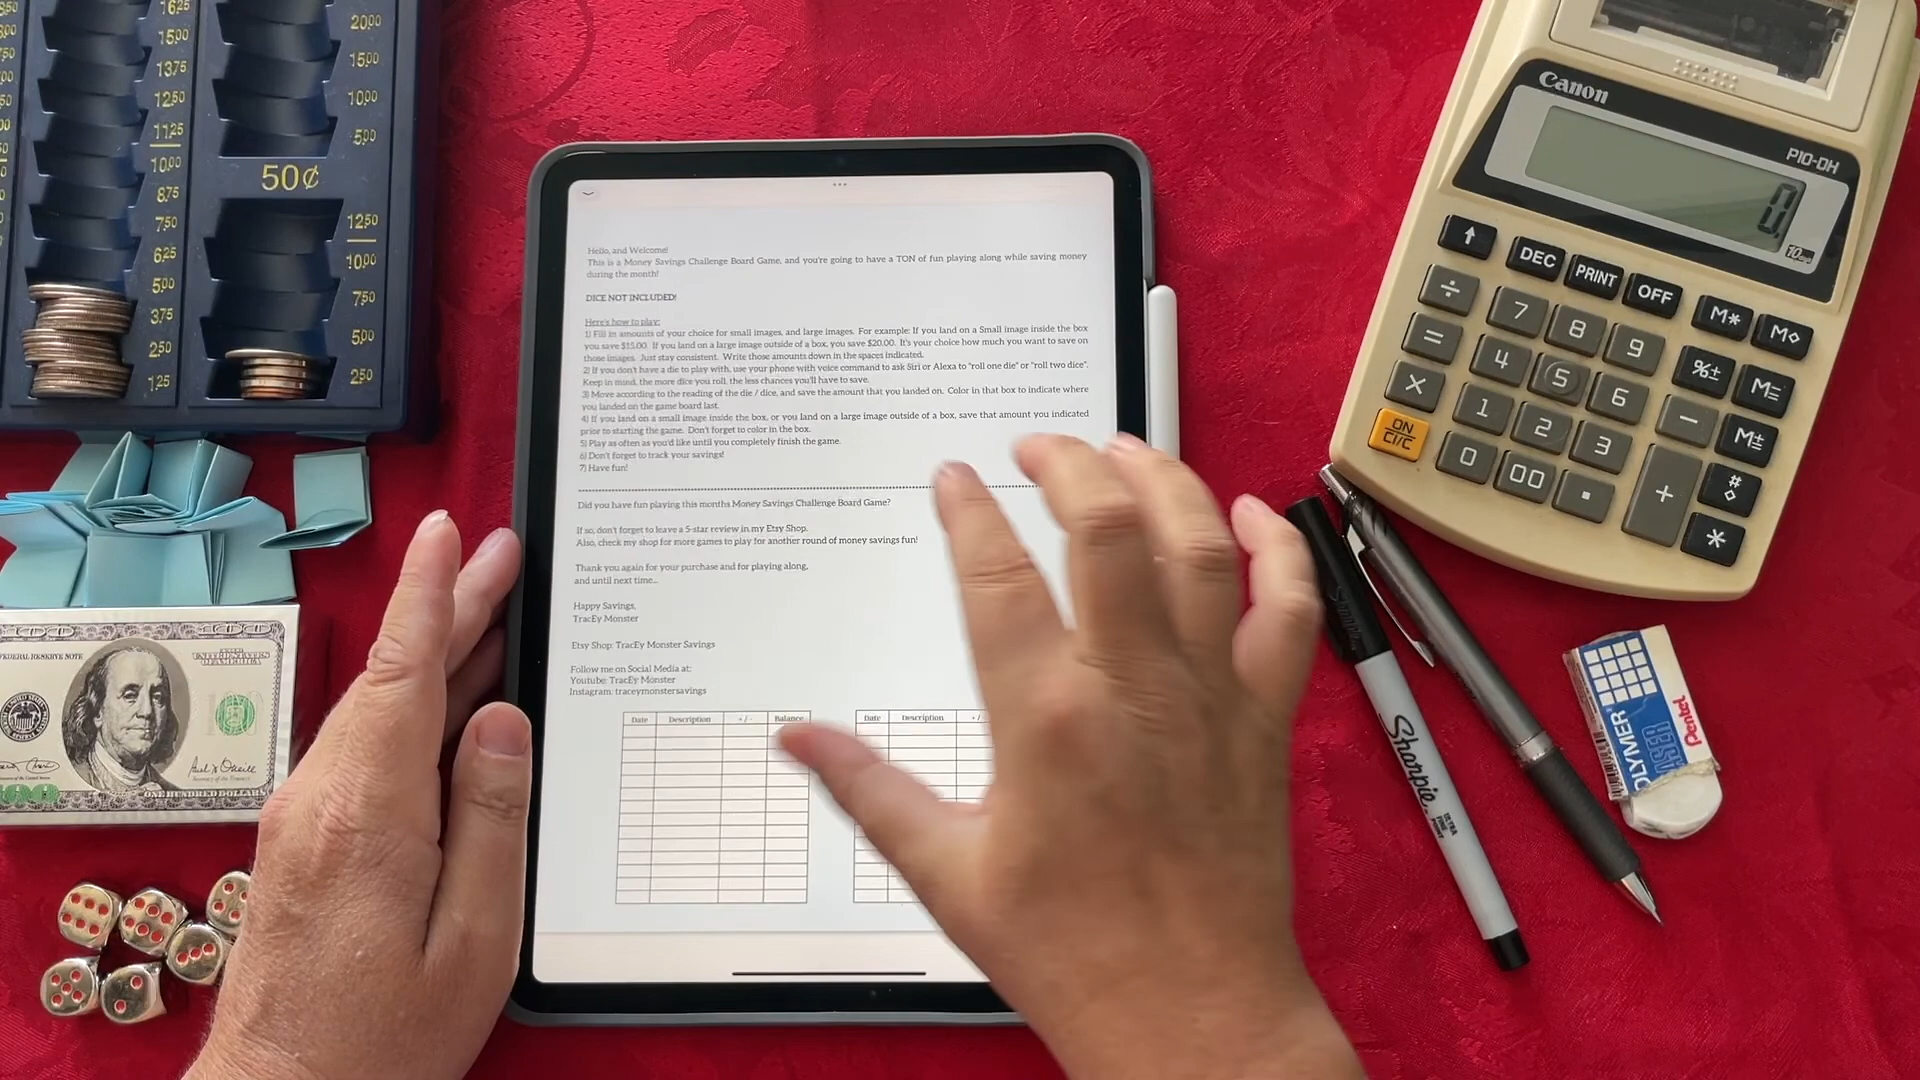 1625
1500
1375
1250
1125
1000
875
750
625
500
375
250
125
2000
1500
1000
500
50¢
1250
1000
750
500
250
Hello, and Welcome!
This is a Money Savings Challenge Board Game, and you're going to have a TON of fun playing along while saving money
during the month!
DICE NOT INCLUDED!
Here's how to play:
1) Fill in amounts of your choice for small images, and large images. For example: If you land on a Small image inside the box
you save $15.00. If you land on a large image outside of a box, you save $20.00. It's your choice how much you want to save on
those images. Just stay consistent. Write those amounts down in the spaces indicated.
2) If you don't have a die to play with, use your phone with voice command to ask Siri or Alexa to "roll one die" or "roll two dice".
Keep in mind, the more dice you roll, the less chances you'll have to save.
3) Move according to the reading of the die / dice, and save the amount that you landed on. Color in that box to indicate where
you landed on the game board last.
4) If you land on a small image inside the box, or you land on a large image outside of a box, save that amount you indicated
prior to starting the game. Don't forget to color in the box.
5) Play as often as you'd like until you completely finish the game.
6) Don't forget to track your savings!
7) Have fun!
Did you have fun playing this months Money Savings Challenge Board Game?
If so, don't forget to leave a 5-star review in my Etsy Shop.
Also, check my shop for more games to play for another round of money savings fun!
Thank you again for your purchase and for playing along,
and until next time...
Happy Savings,
TracEy Monster
Etsy Shop: TracEy Monster Savings
Follow me on Social Media at:
Youtube: TracEy Monster
Instagram: traceymonstersavings
Date Description + / - Balance
Date Description + /
Canon
P10-DH
0.
DEC PRINT OFF M* M◇
÷ 7 8 9 %± M=
= 4 5 6 − M±
× 1 2 3 + #◇
ON
CI/C
0 00 . *
Sharpie
ULTRA
FINE
POINT
Pentel
FEDERAL RESERVE NOTE
100
ONE HUNDRED DOLLARS